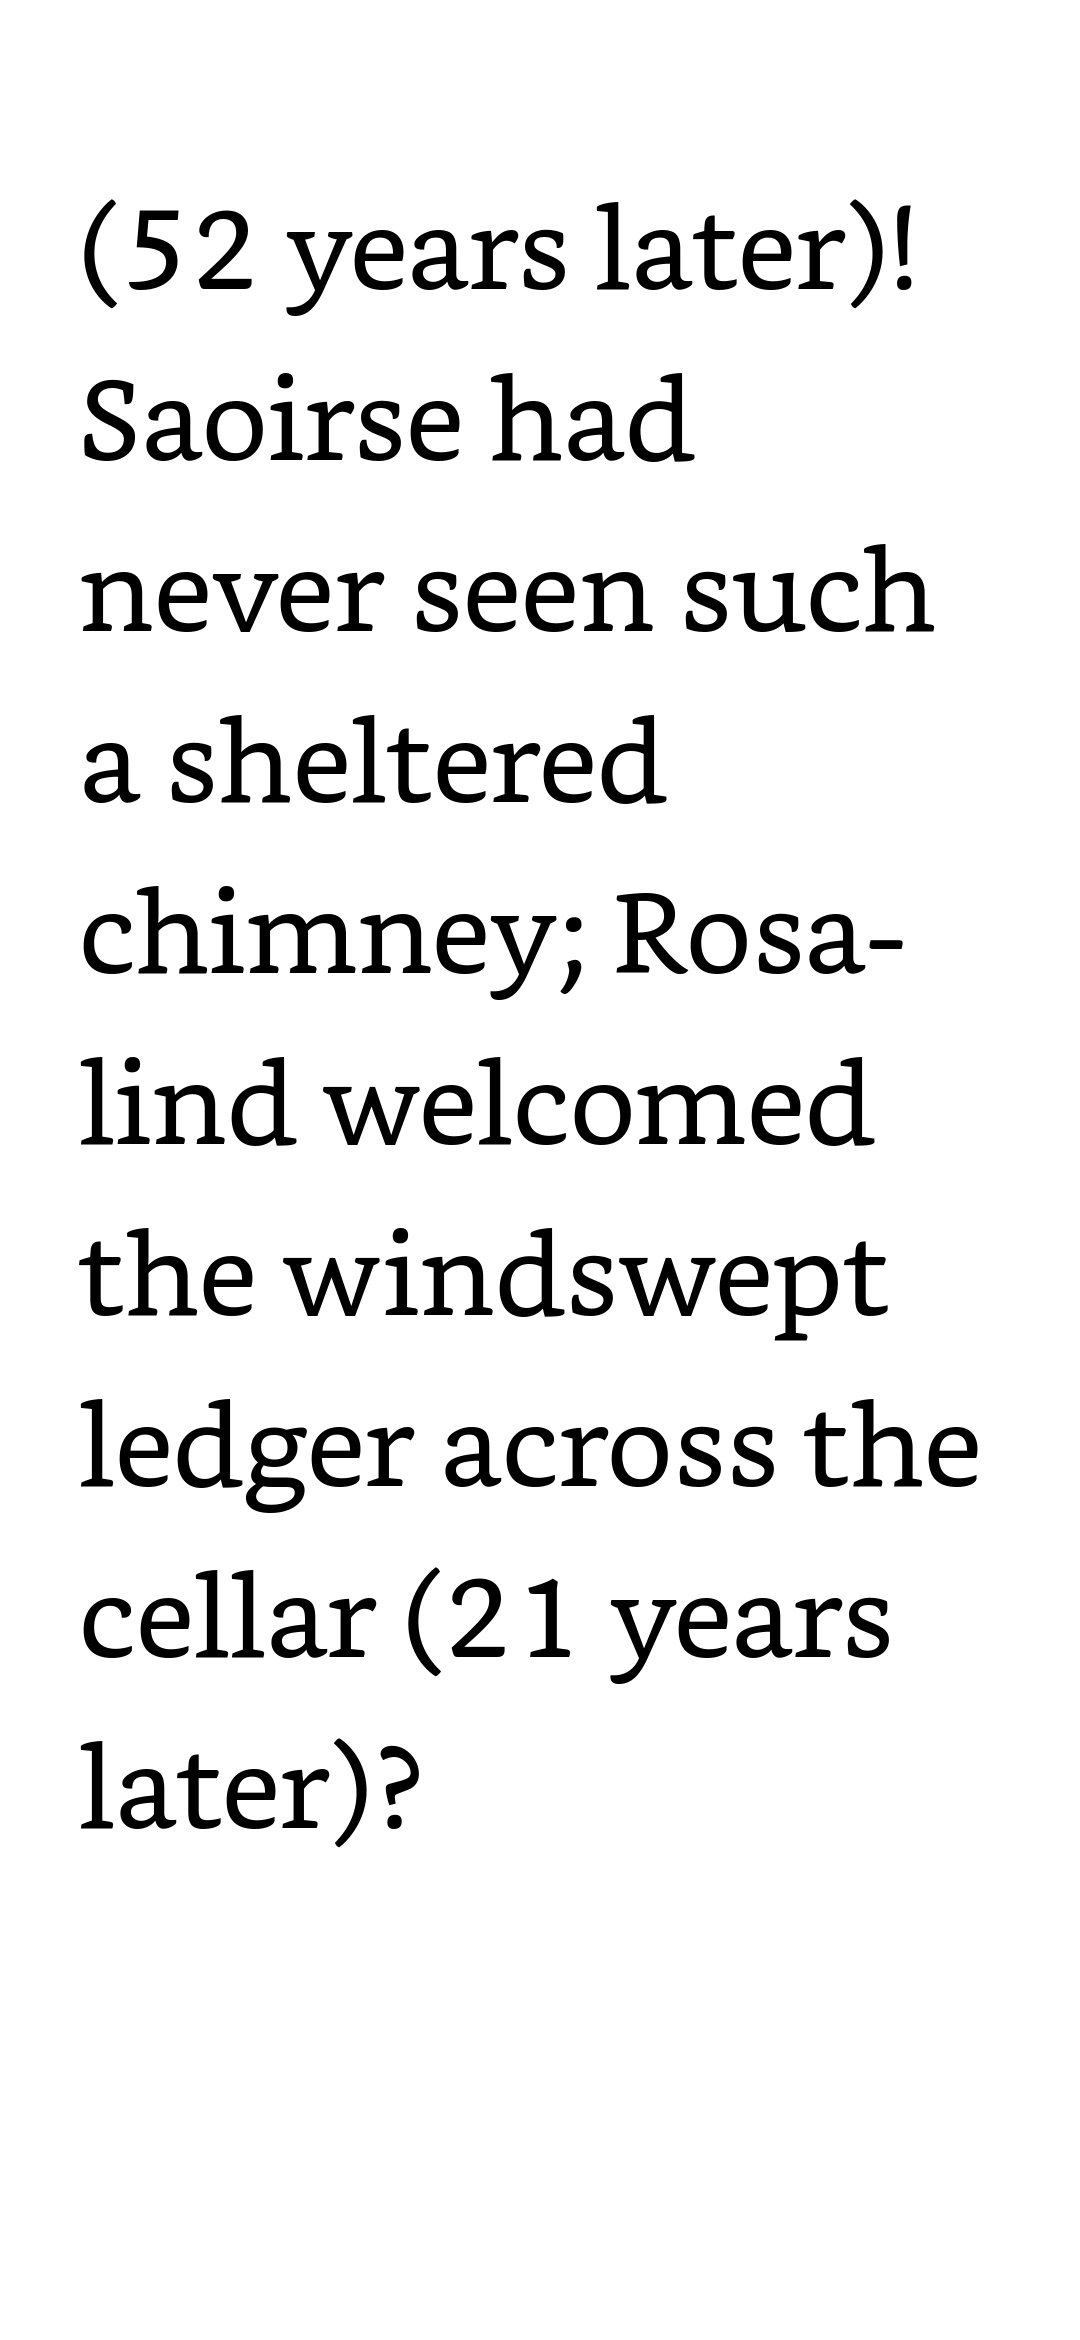 (52 years later)!
Saoirse had
never seen such
a sheltered
chimney; Rosa-
lind welcomed
the windswept
ledger across the
cellar (21 years
later)?